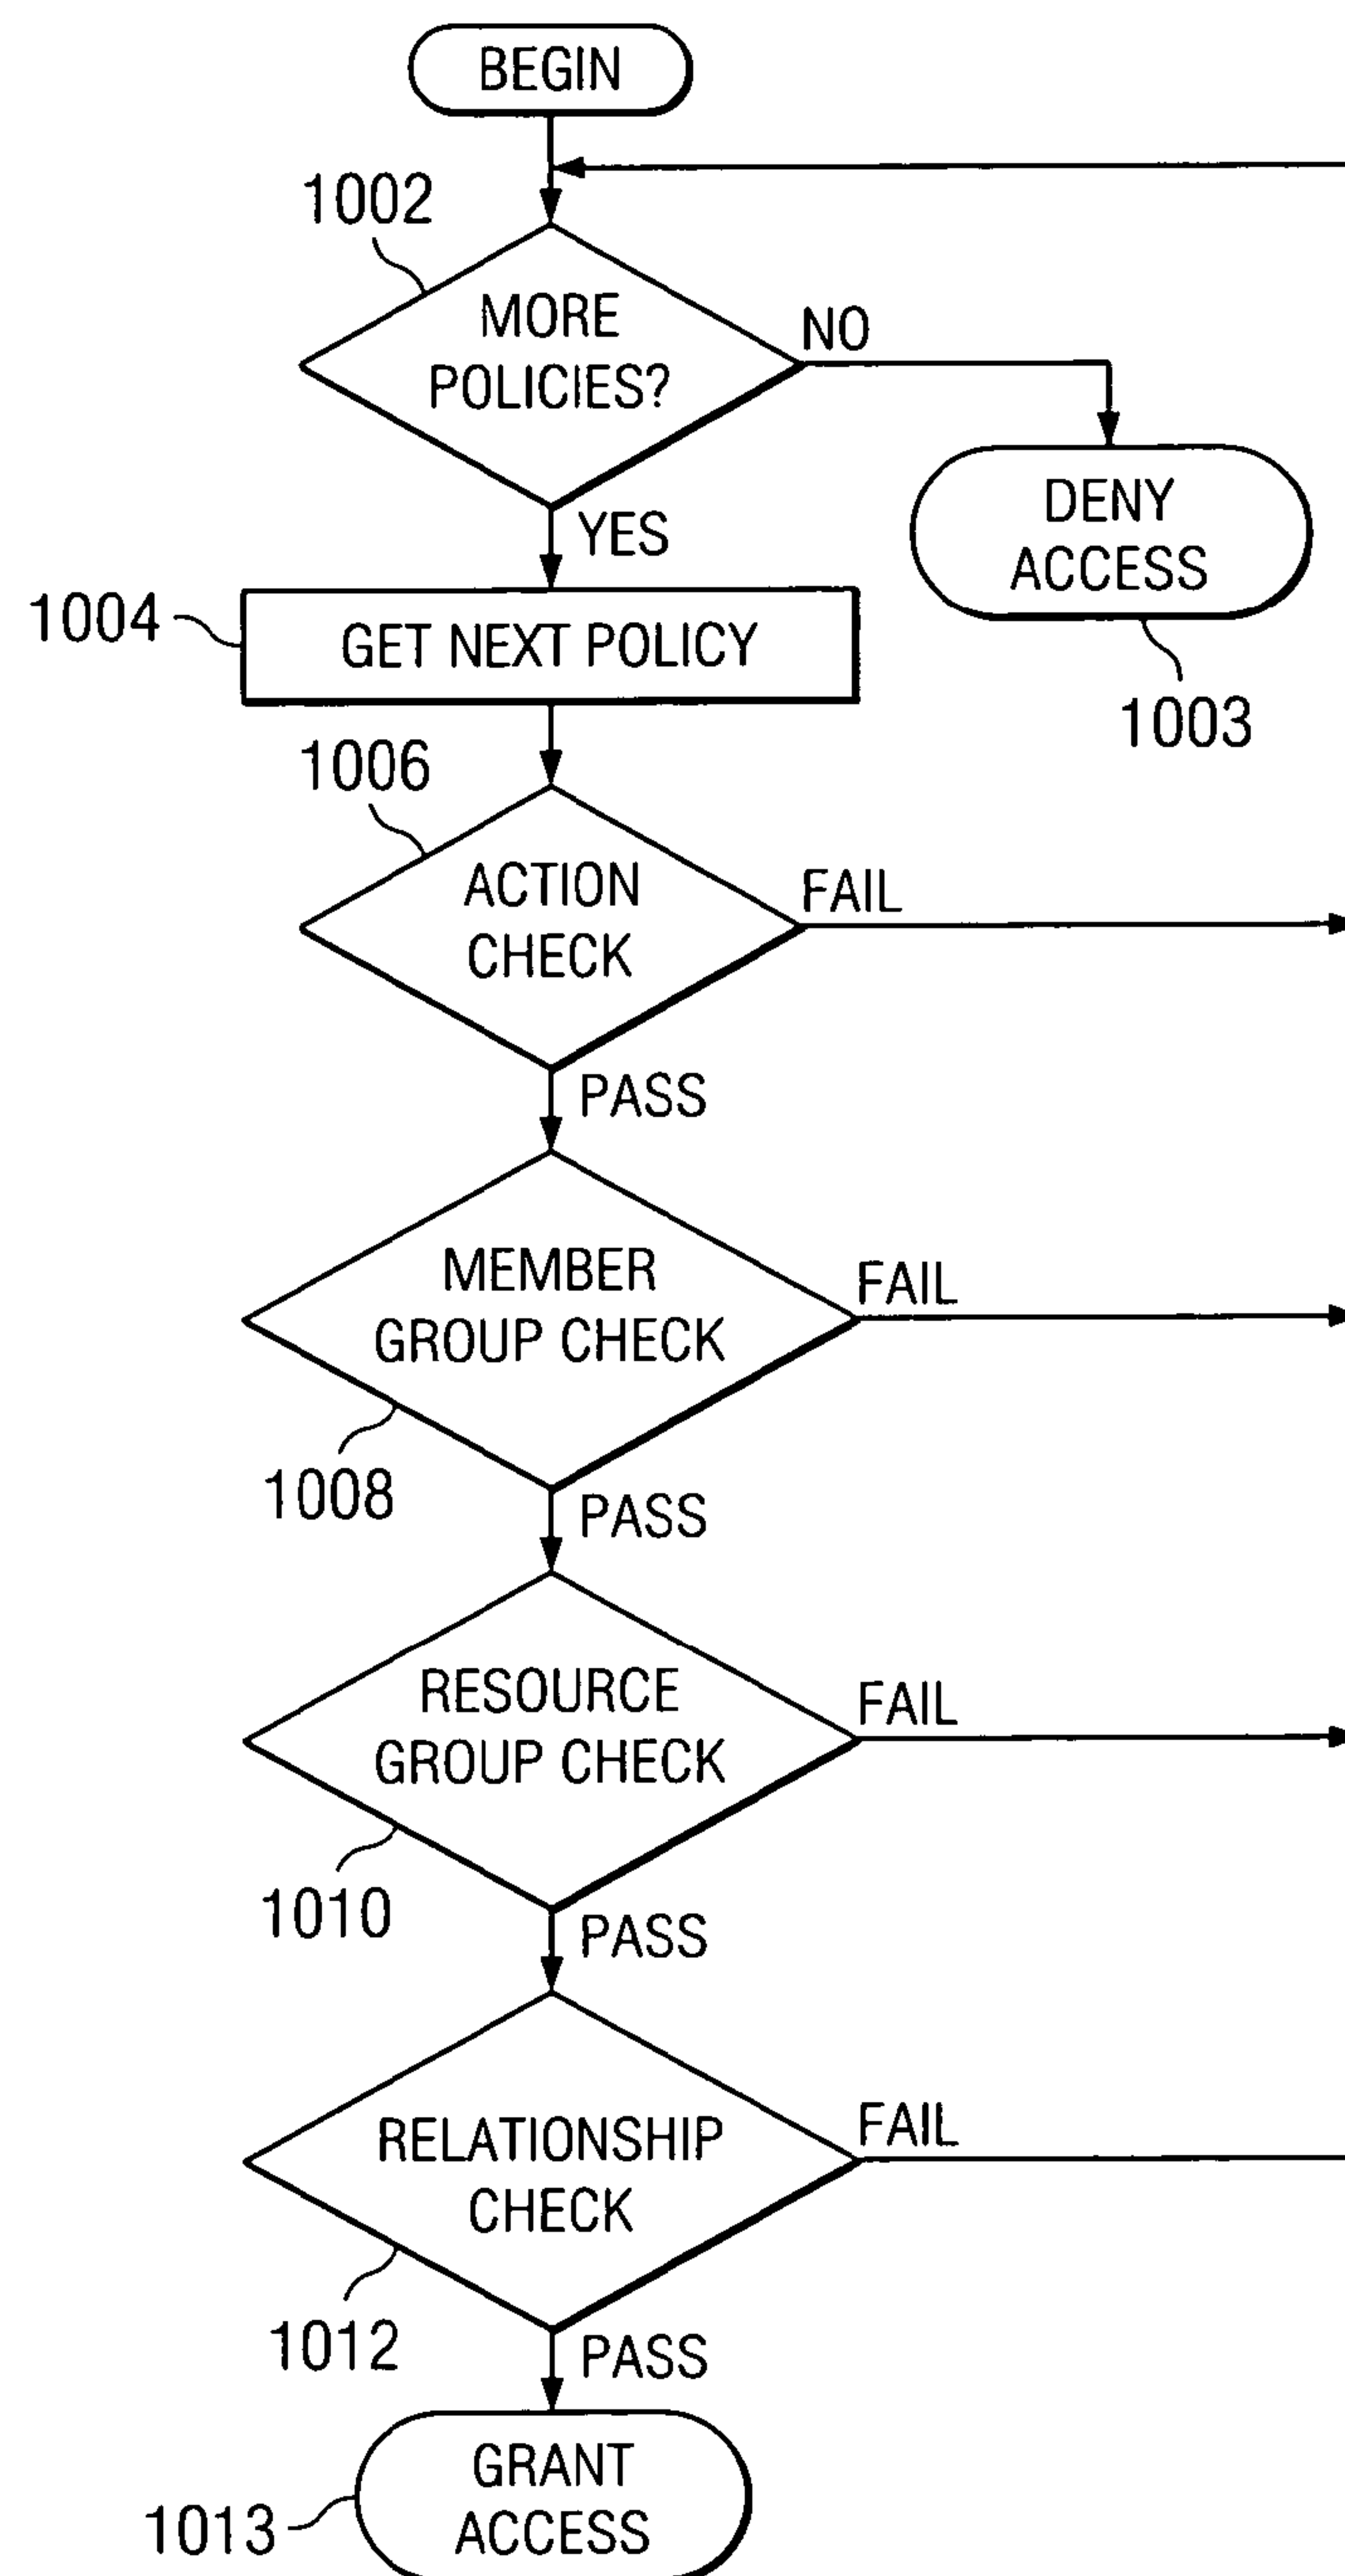 BEGIN
1002
MORE
POLICIES?
NO
YES
DENY
ACCESS
1003
1004
GET NEXT POLICY
1006
ACTION
CHECK
FAIL
PASS
MEMBER
GROUP CHECK
FAIL
1008
PASS
RESOURCE
GROUP CHECK
FAIL
1010
PASS
RELATIONSHIP
CHECK
FAIL
1012
PASS
GRANT
ACCESS
1013